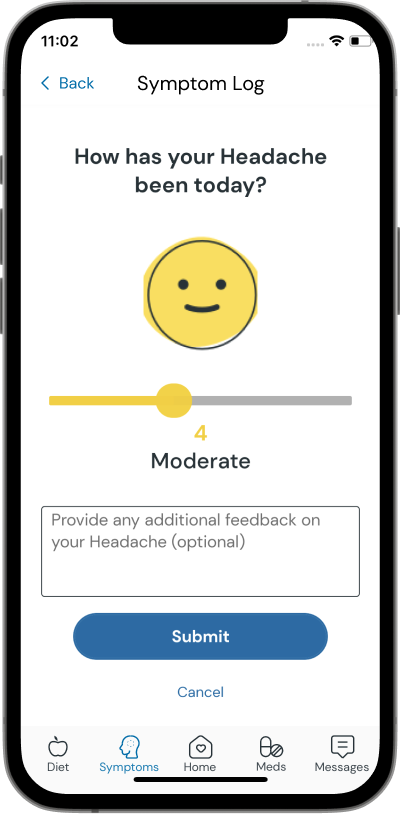 11:02
Back
Symptom Log
How has your Headache
been today?
4
Moderate
Provide any additional feedback on
your Headache (optional)
Submit
Cancel
Diet
Symptoms
Home
Meds
Messages